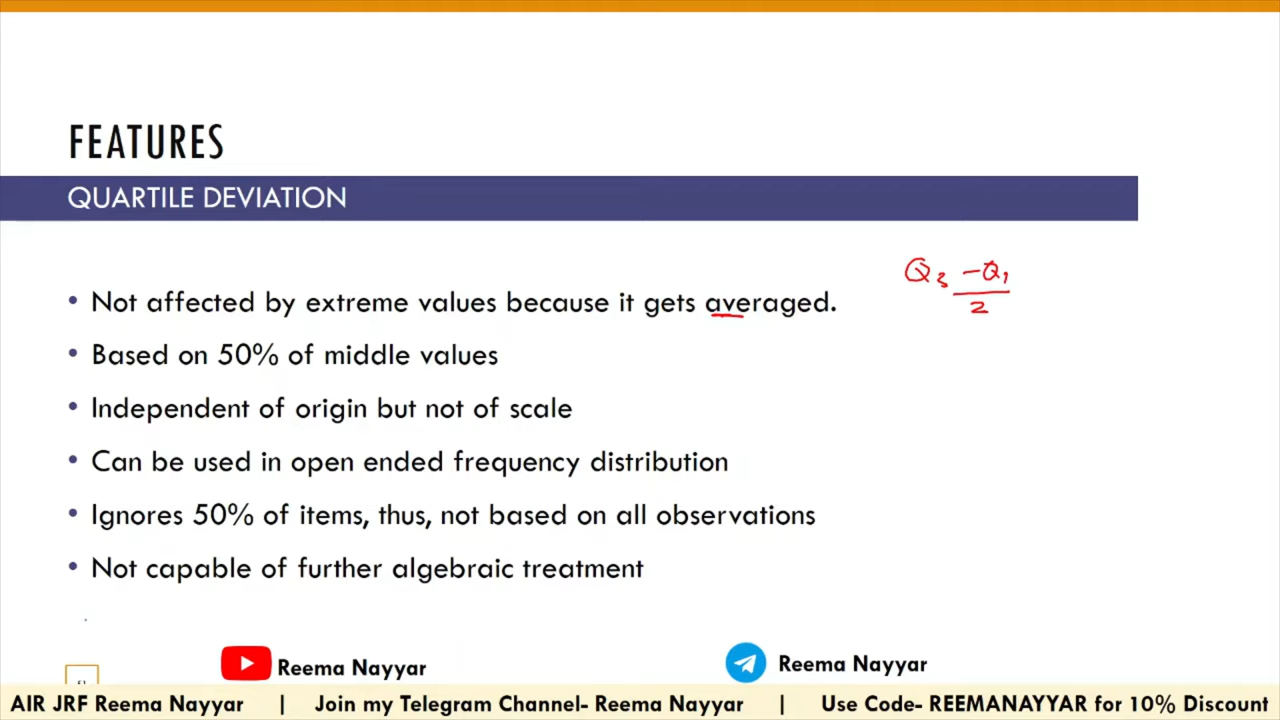 FEATURES
QUARTILE DEVIATION
Q₃ -Q₁
2
• Not affected by extreme values because it gets averaged.
• Based on 50% of middle values
• Independent of origin but not of scale
• Can be used in open ended frequency distribution
• Ignores 50% of items, thus, not based on all observations
• Not capable of further algebraic treatment
Reema Nayyar
Reema Nayyar
AIR JRF Reema Nayyar | Join my Telegram Channel- Reema Nayyar | Use Code- REEMANAYYAR for 10% Discount